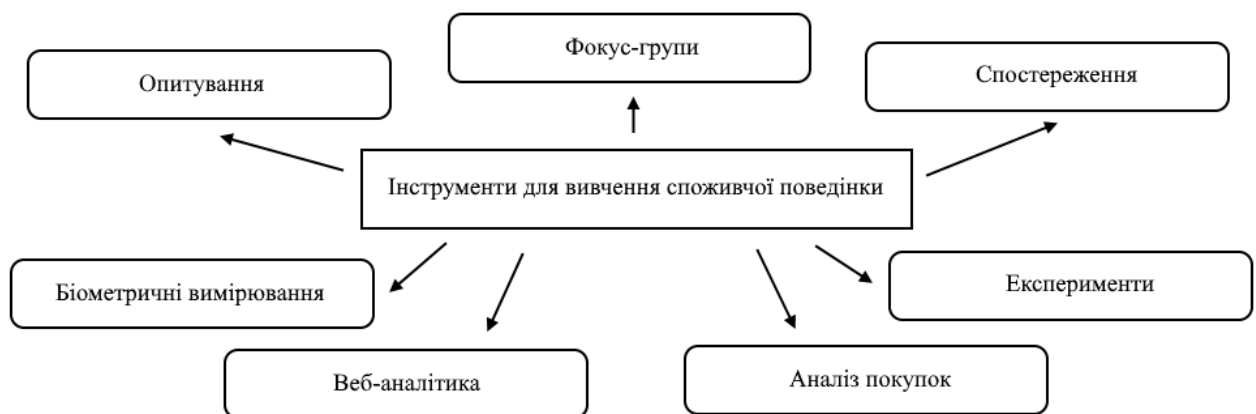 Фокус-групи
Опитування
Спостереження
Інструменти для вивчення споживчої поведінки
Біометричні вимірювання
Експерименти
Веб-аналітика
Аналіз покупок